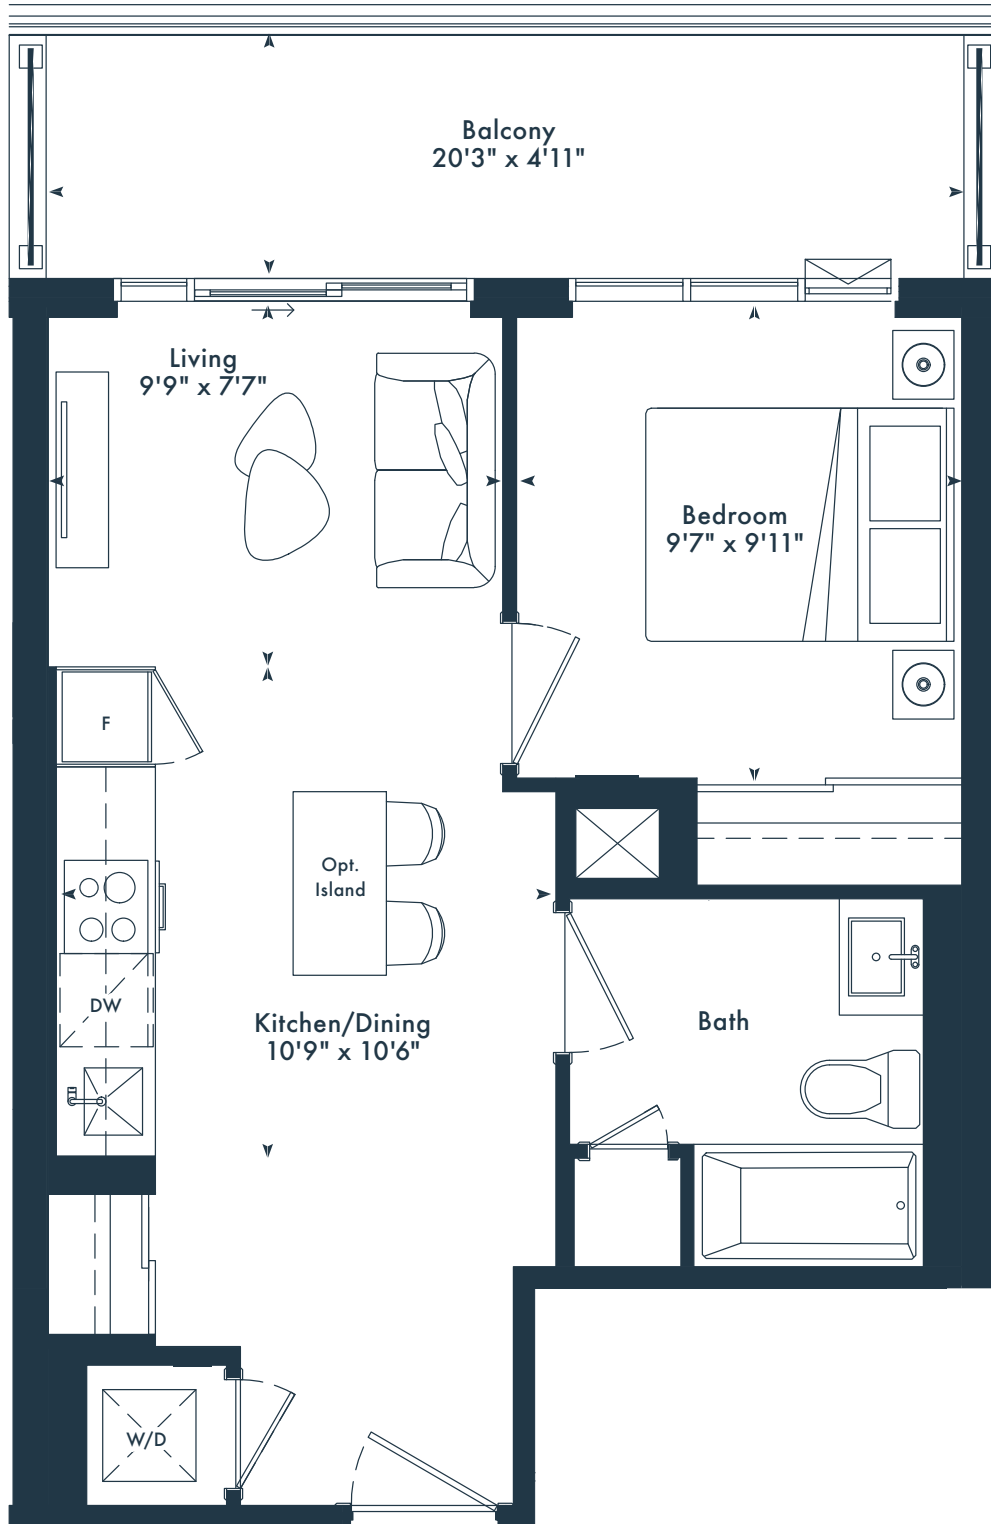 Balcony
20'3" x 4'11"
Living
9'9" x 7'7"
Bedroom
9'7" x 9'11"
F
Opt.
Island
DW
Kitchen/Dining
10'9" x 10'6"
Bath
W/D